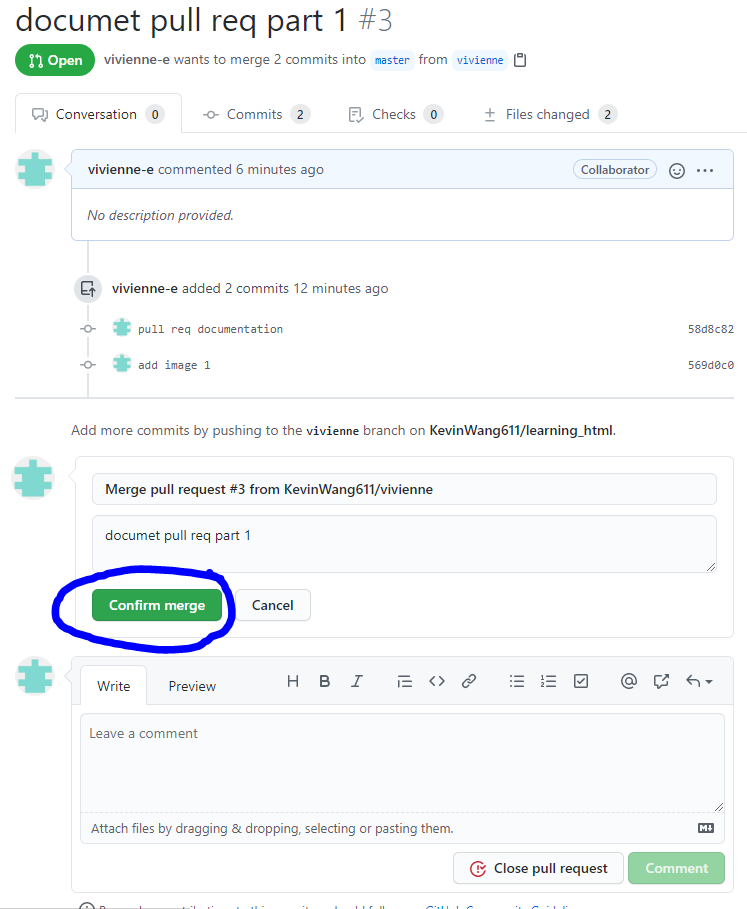 documet pull req part 1 #3
Open vivienne-e wants to merge 2 commits into master from vivienne
Conversation 0 Commits 2 Checks 0 Files changed 2
vivienne-e commented 6 minutes ago Collaborator
No description provided.
vivienne-e added 2 commits 12 minutes ago
pull req documentation 58d8c82
add image 1 569d0c0
Add more commits by pushing to the vivienne branch on KevinWang611/learning_html.
Merge pull request #3 from KevinWang611/vivienne
documet pull req part 1
Confirm merge Cancel
Write Preview
Leave a comment
Attach files by dragging & dropping, selecting or pasting them.
Close pull request Comment